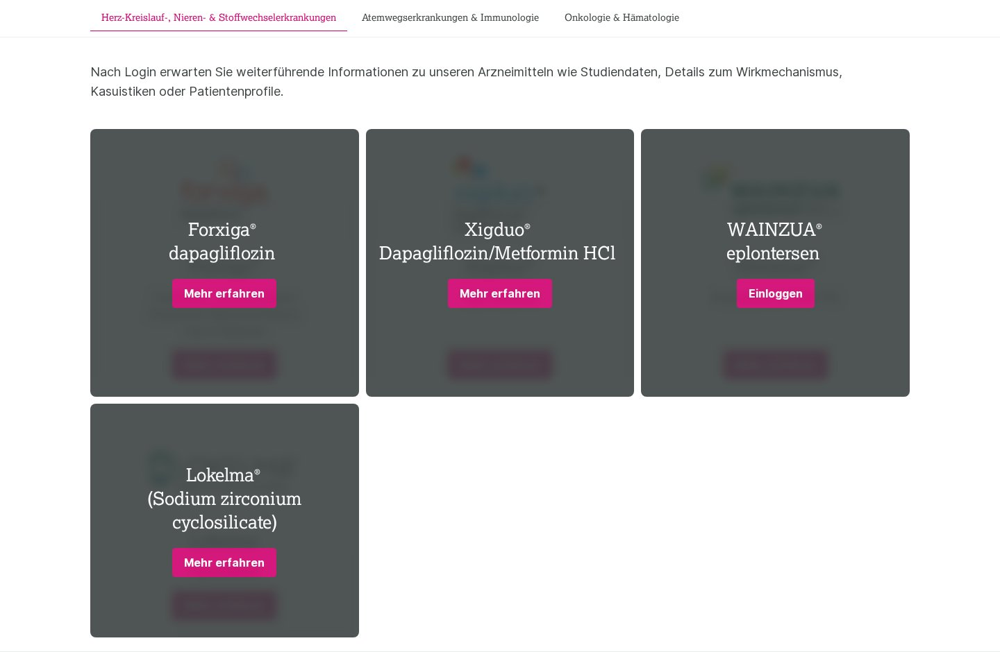 Herz-Kreislauf-, Nieren- & Stoffwechselerkrankungen
Atemwegserkrankungen & Immunologie
Onkologie & Hämatologie
Nach Login erwarten Sie weiterführende Informationen zu unseren Arzneimitteln wie Studiendaten, Details zum Wirkmechanismus,
Kasuistiken oder Patientenprofile.
Forxiga®
dapagliflozin
Mehr erfahren
Xigduo®
Dapagliflozin/Metformin HCl
Mehr erfahren
WAINZUA®
eplontersen
Einloggen
Lokelma®
(Sodium zirconium
cyclosilicate)
Mehr erfahren